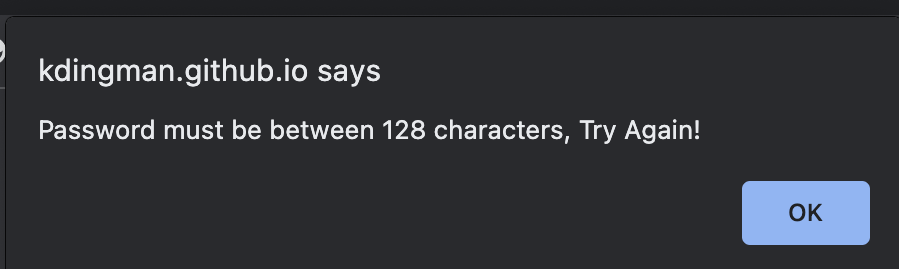 kdingman.github.io says
Password must be between 128 characters, Try Again!
OK